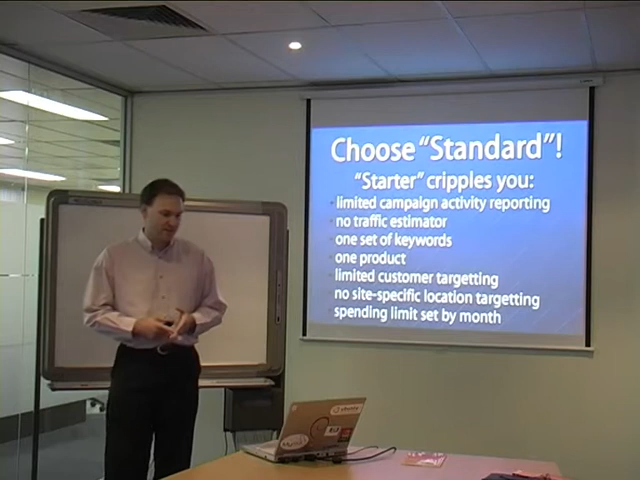 Choose "Standard"!
"Starter" cripples you:
limited campaign activity reporting
no traffic estimator
one set of keywords
one product
limited customer targetting
no site-specific location targetting
spending limit set by month